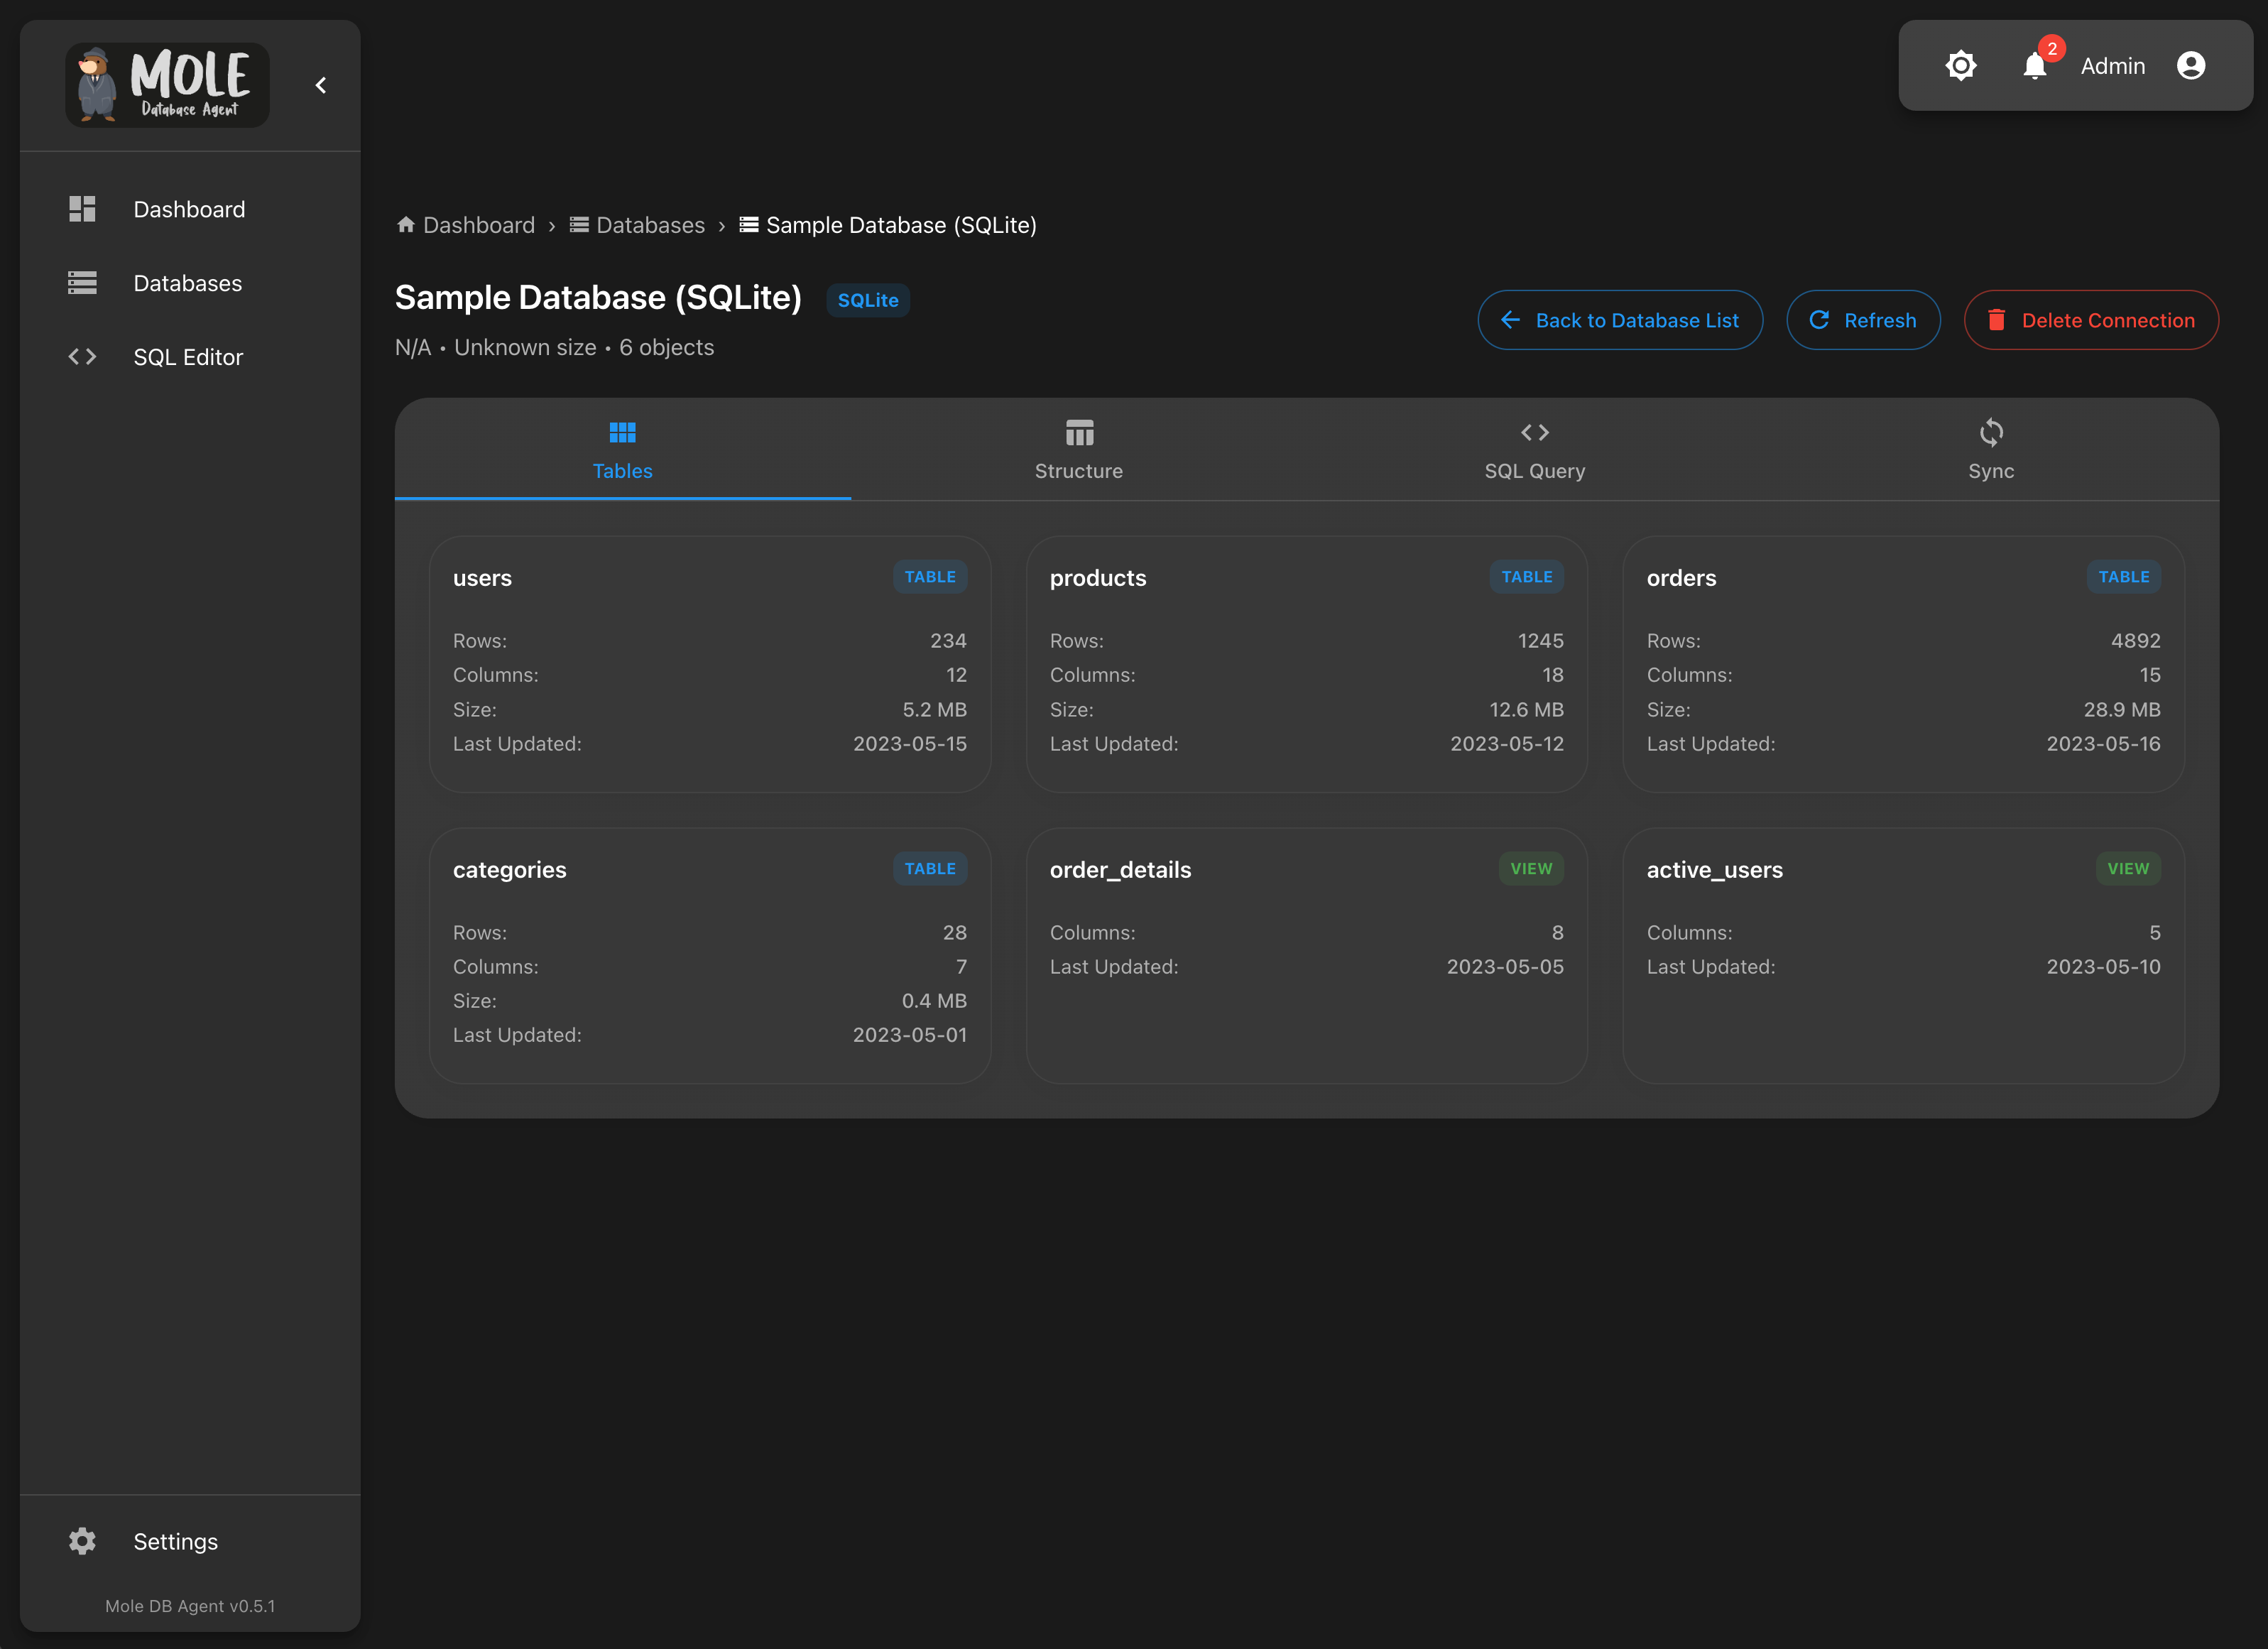 MOLE
Database Agent
2
Admin
Dashboard
Databases
SQL Editor
Dashboard › Databases › Sample Database (SQLite)
Sample Database (SQLite) SQLite
N/A • Unknown size • 6 objects
Back to Database List
Refresh
Delete Connection
Tables
Structure
SQL Query
Sync
users TABLE
Rows: 234
Columns: 12
Size: 5.2 MB
Last Updated: 2023-05-15
products TABLE
Rows: 1245
Columns: 18
Size: 12.6 MB
Last Updated: 2023-05-12
orders TABLE
Rows: 4892
Columns: 15
Size: 28.9 MB
Last Updated: 2023-05-16
categories TABLE
Rows: 28
Columns: 7
Size: 0.4 MB
Last Updated: 2023-05-01
order_details VIEW
Columns: 8
Last Updated: 2023-05-05
active_users VIEW
Columns: 5
Last Updated: 2023-05-10
Settings
Mole DB Agent v0.5.1